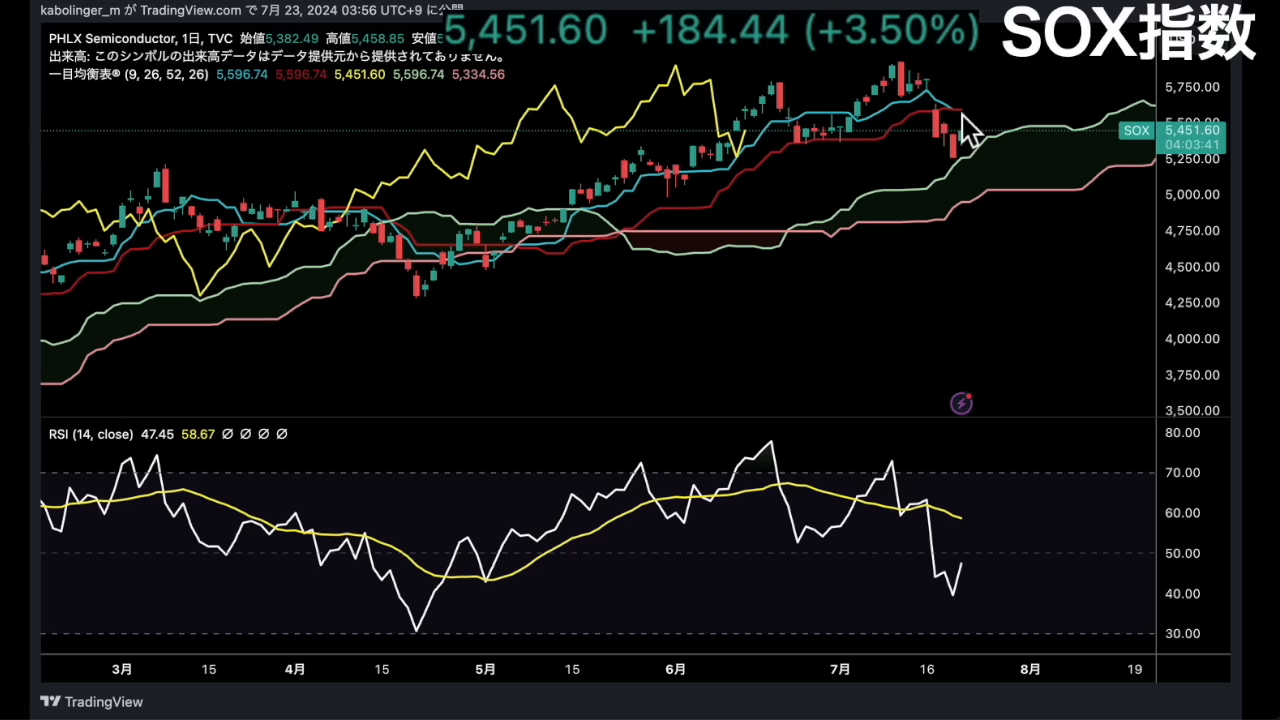 kabolinger_m が TradingView.com で 7月 23, 2024 03:56 UTC+9 に公開
5,451.60 +184.44 (+3.50%)
SOX指数
PHLX Semiconductor, 1日, TVC 始値5,382.49 高値5,458.85 安値
出来高: このシンボルの出来高データはデータ提供元から提供されておりません。
一目均衡表® (9, 26, 52, 26) 5,596.74 5,596.74 5,451.60 5,596.74 5,334.56
5,750.00
5,500.00
SOX 5,451.60
04:03:41
5,250.00
5,000.00
4,750.00
4,500.00
4,250.00
4,000.00
3,750.00
3,500.00
RSI (14, close) 47.45 58.67 Ø Ø Ø Ø
80.00
70.00
60.00
50.00
40.00
30.00
3月 15 4月 15 5月 15 6月 7月 16 8月 19
TradingView